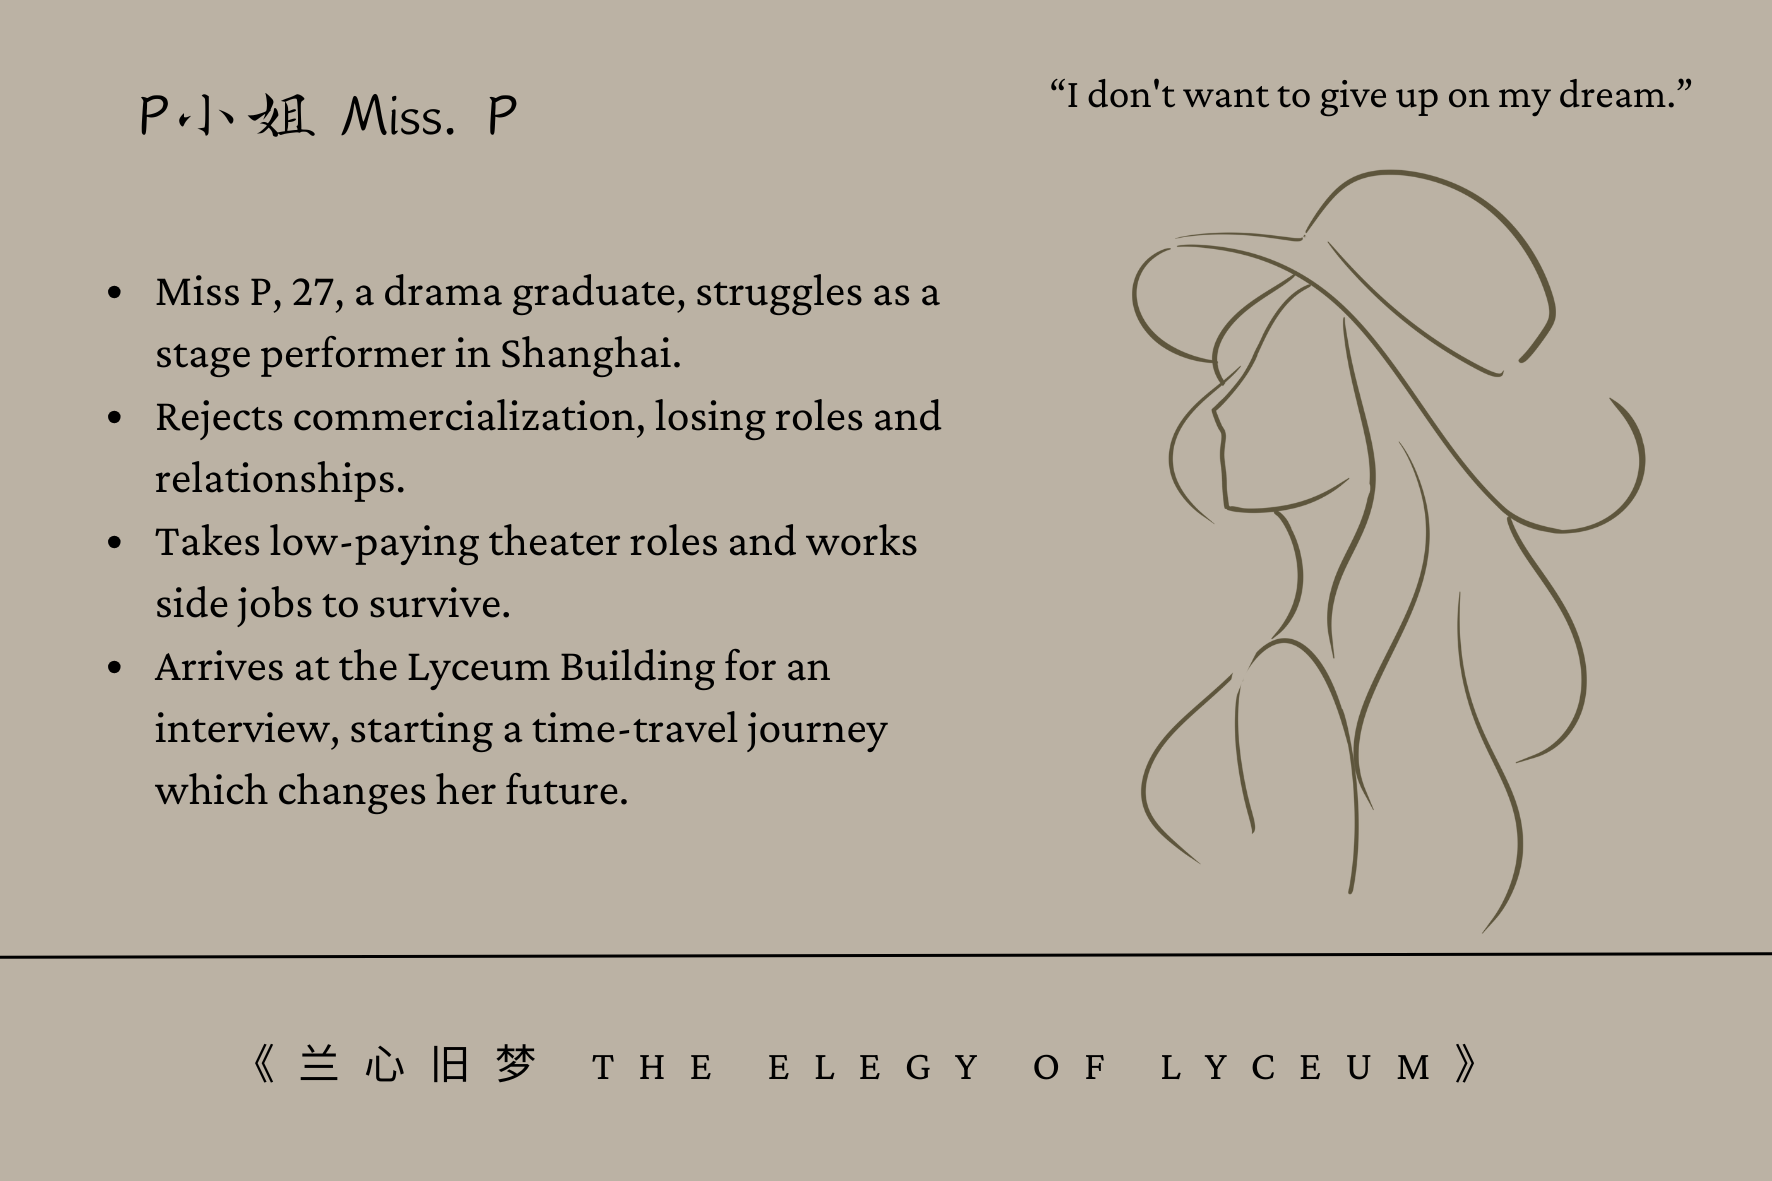 P小姐 Miss. P
“I don't want to give up on my dream.”
• Miss P, 27, a drama graduate, struggles as a
stage performer in Shanghai.
• Rejects commercialization, losing roles and
relationships.
• Takes low-paying theater roles and works
side jobs to survive.
• Arrives at the Lyceum Building for an
interview, starting a time-travel journey
which changes her future.
《兰心旧梦 THE ELEGY OF LYCEUM》